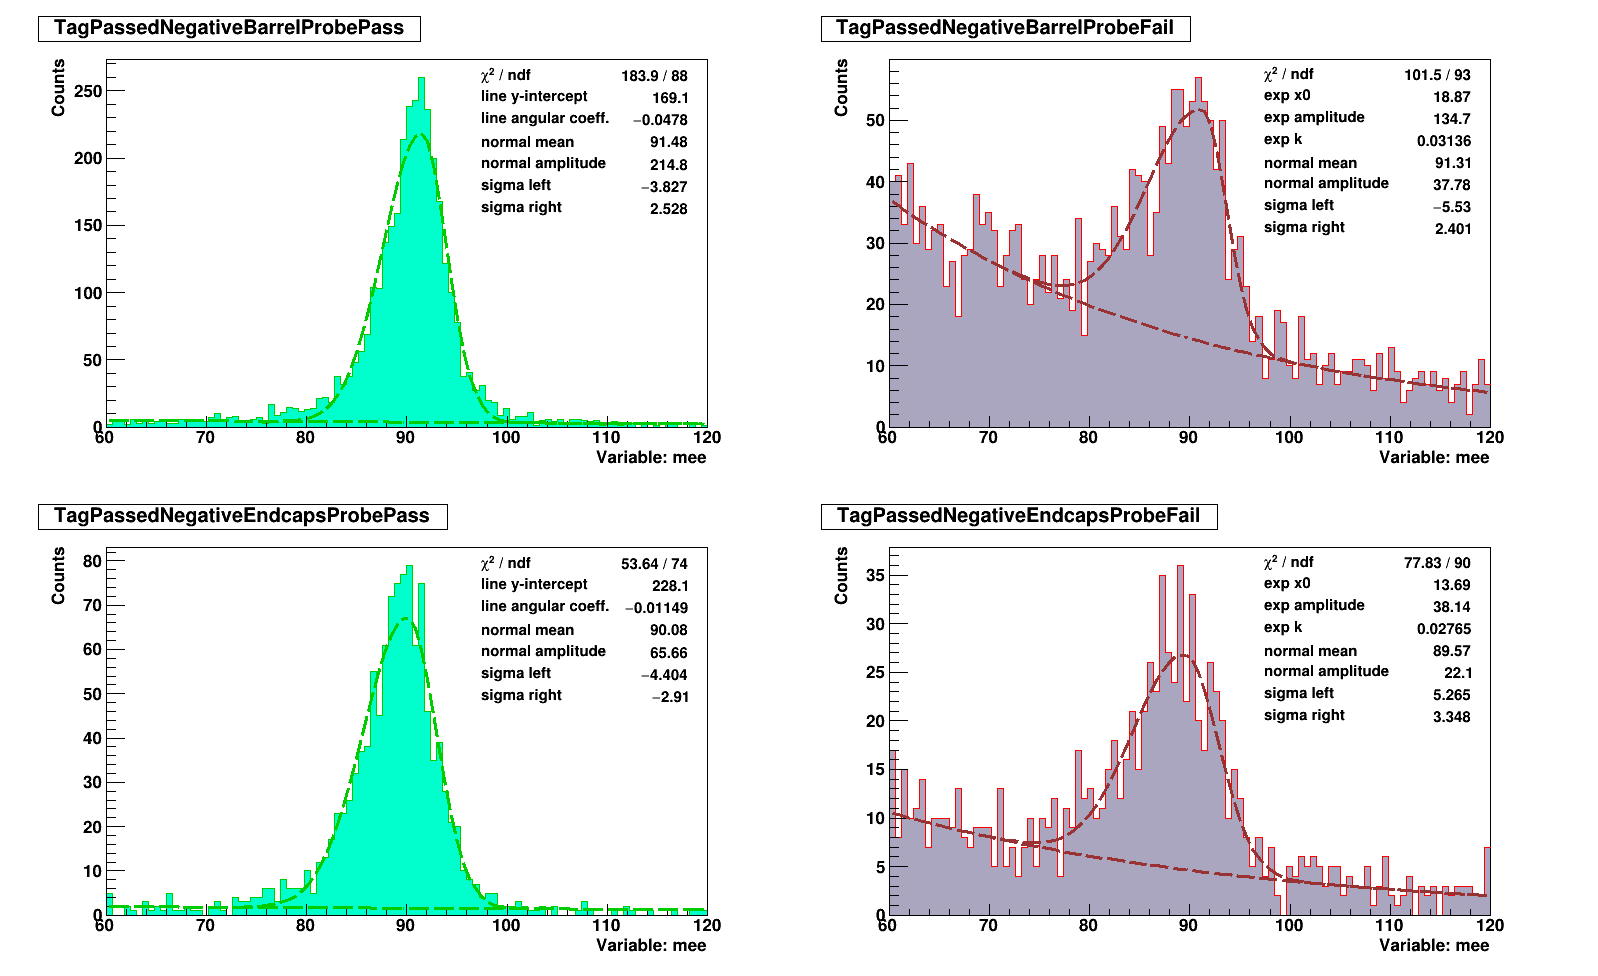 TagPassedNegativeBarrelProbePass
Counts
χ² / ndf 183.9 / 88
line y-intercept 169.1
line angular coeff. −0.0478
normal mean 91.48
normal amplitude 214.8
sigma left −3.827
sigma right 2.528
250
200
150
100
50
0
60 70 80 90 100 110 120
Variable: mee
TagPassedNegativeBarrelProbeFail
Counts
χ² / ndf 101.5 / 93
exp x0 18.87
exp amplitude 134.7
exp k 0.03136
normal mean 91.31
normal amplitude 37.78
sigma left −5.53
sigma right 2.401
50
40
30
20
10
0
60 70 80 90 100 110 120
Variable: mee
TagPassedNegativeEndcapsProbePass
Counts
χ² / ndf 53.64 / 74
line y-intercept 228.1
line angular coeff. −0.01149
normal mean 90.08
normal amplitude 65.66
sigma left −4.404
sigma right −2.91
80
70
60
50
40
30
20
10
0
60 70 80 90 100 110 120
Variable: mee
TagPassedNegativeEndcapsProbeFail
Counts
χ² / ndf 77.83 / 90
exp x0 13.69
exp amplitude 38.14
exp k 0.02765
normal mean 89.57
normal amplitude 22.1
sigma left 5.265
sigma right 3.348
35
30
25
20
15
10
5
0
60 70 80 90 100 110 120
Variable: mee